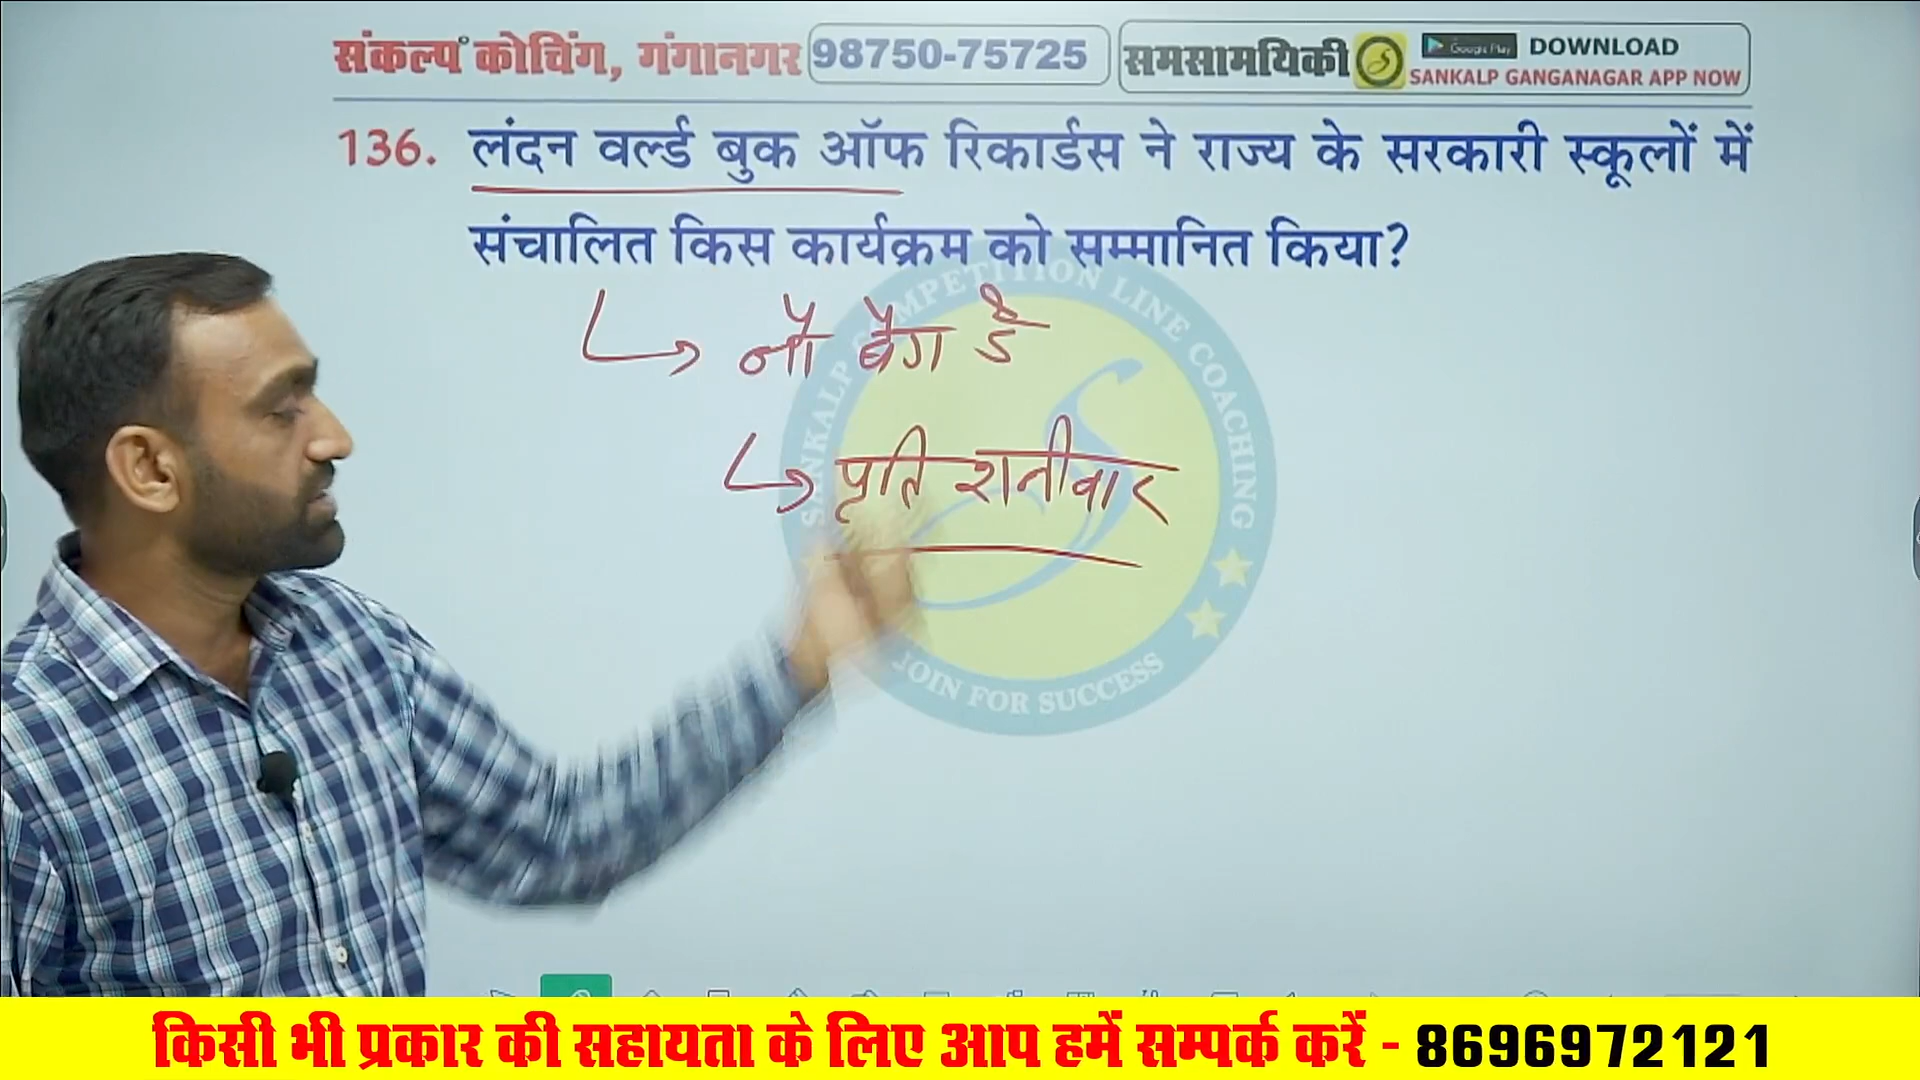 संकल्प कोचिंग, गंगानगर 98750-75725 समसामयिकी Google Play DOWNLOAD
SANKALP GANGANAGAR APP NOW
136. लंदन वर्ल्ड बुक ऑफ रिकार्डस ने राज्य के सरकारी स्कूलों में
संचालित किस कार्यक्रम को सम्मानित किया?
नो बैग डे
प्रति शनीवार
SANKALP COMPETITION LINE COACHING
JOIN FOR SUCCESS
किसी भी प्रकार की सहायता के लिए आप हमें सम्पर्क करें - 8696972121